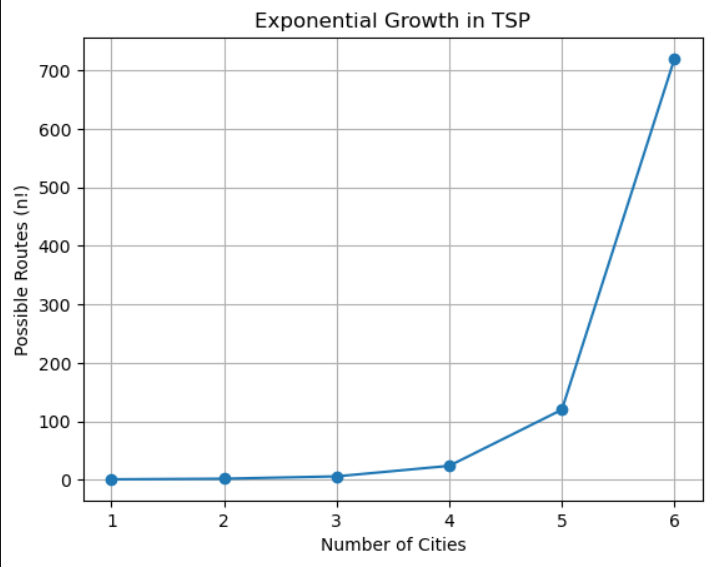 Exponential Growth in TSP
Possible Routes (n!)
700
600
500
400
300
200
100
0
1 2 3 4 5 6
Number of Cities